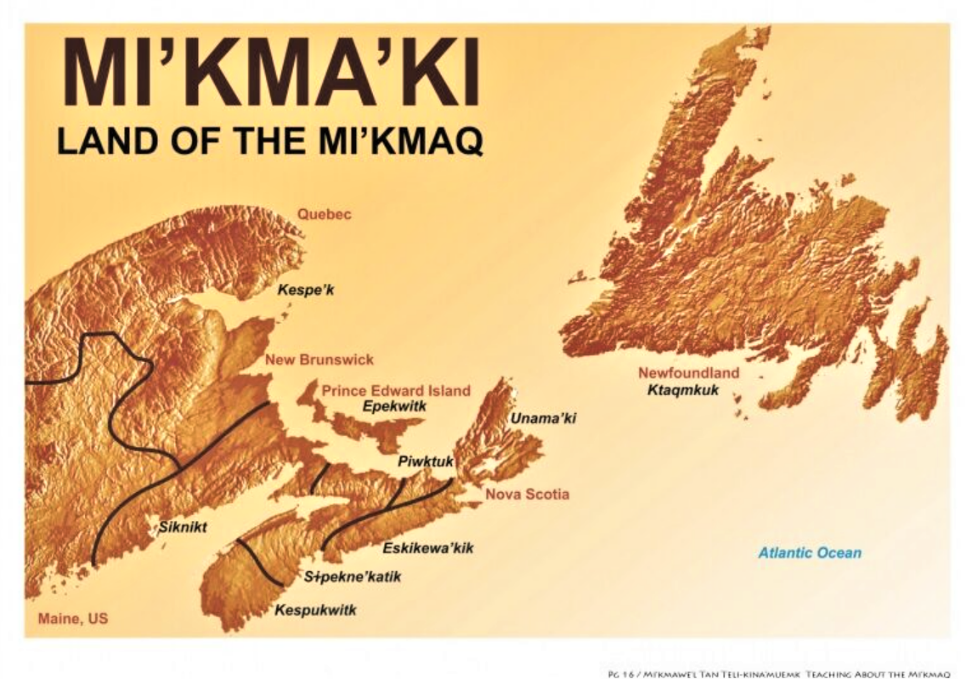 MI’KMA’KI
LAND OF THE MI’KMAQ
Quebec
Kespe’k
New Brunswick
Prince Edward Island
Epekwitk
Newfoundland
Ktaqmkuk
Unama’ki
Piwktuk
Nova Scotia
Siknikt
Eskikewa’kik
Atlantic Ocean
Sɨpekne’katik
Kespukwitk
Maine, US
PG 16 / MI’KMAWE’L TAN TELI-KINA’MUEMK TEACHING ABOUT THE MI’KMAQ